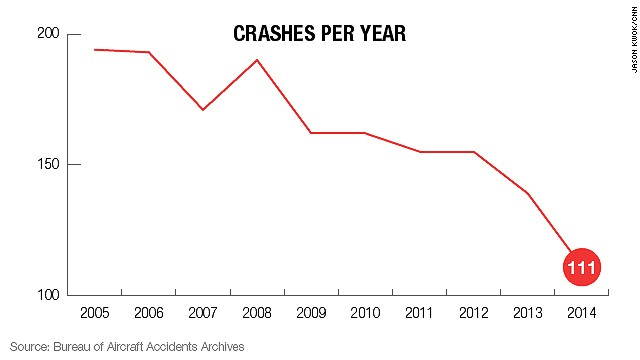 CRASHES PER YEAR
JASON KWOK/CNN
200
150
100
111
2005 2006 2007 2008 2009 2010 2011 2012 2013 2014
Source: Bureau of Aircraft Accidents Archives